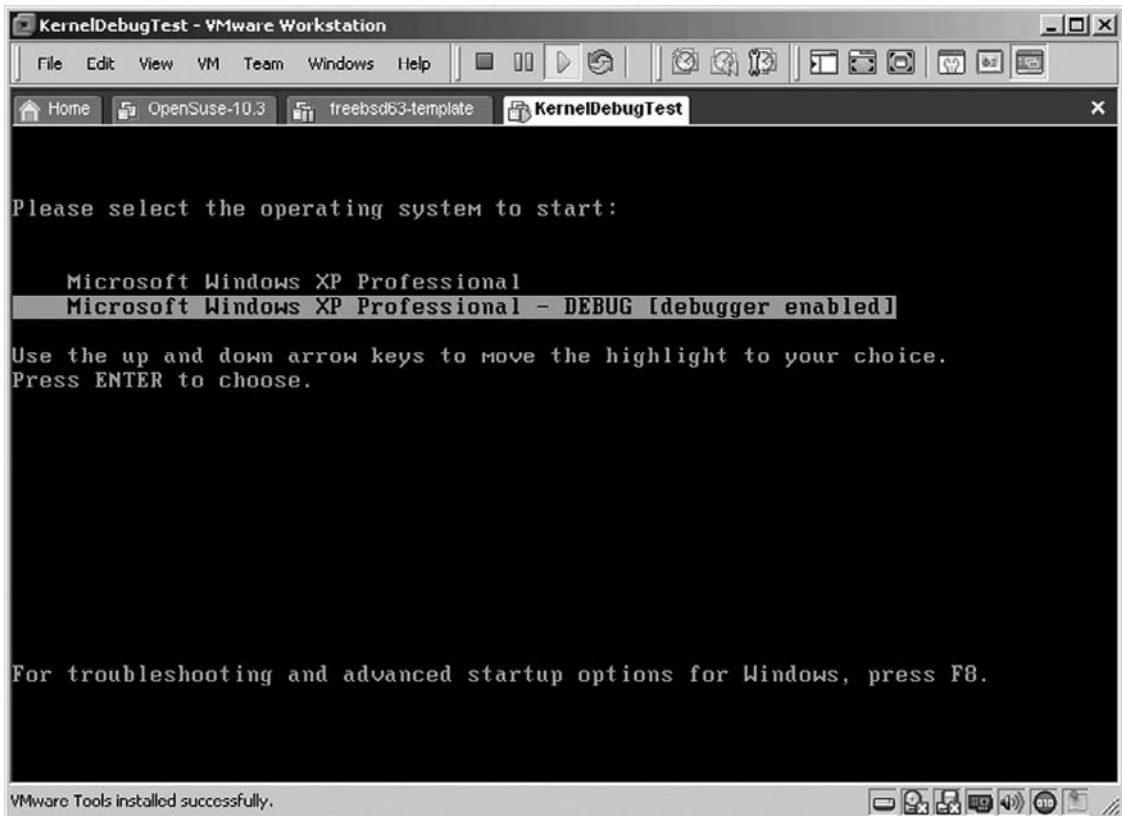 KernelDebugTest - VMware Workstation
File Edit View VM Team Windows Help
Home OpenSuse-10.3 freebsd63-template KernelDebugTest
Please select the operating system to start:
Microsoft Windows XP Professional
Microsoft Windows XP Professional - DEBUG [debugger enabled]
Use the up and down arrow keys to move the highlight to your choice.
Press ENTER to choose.
For troubleshooting and advanced startup options for Windows, press F8.
VMware Tools installed successfully.